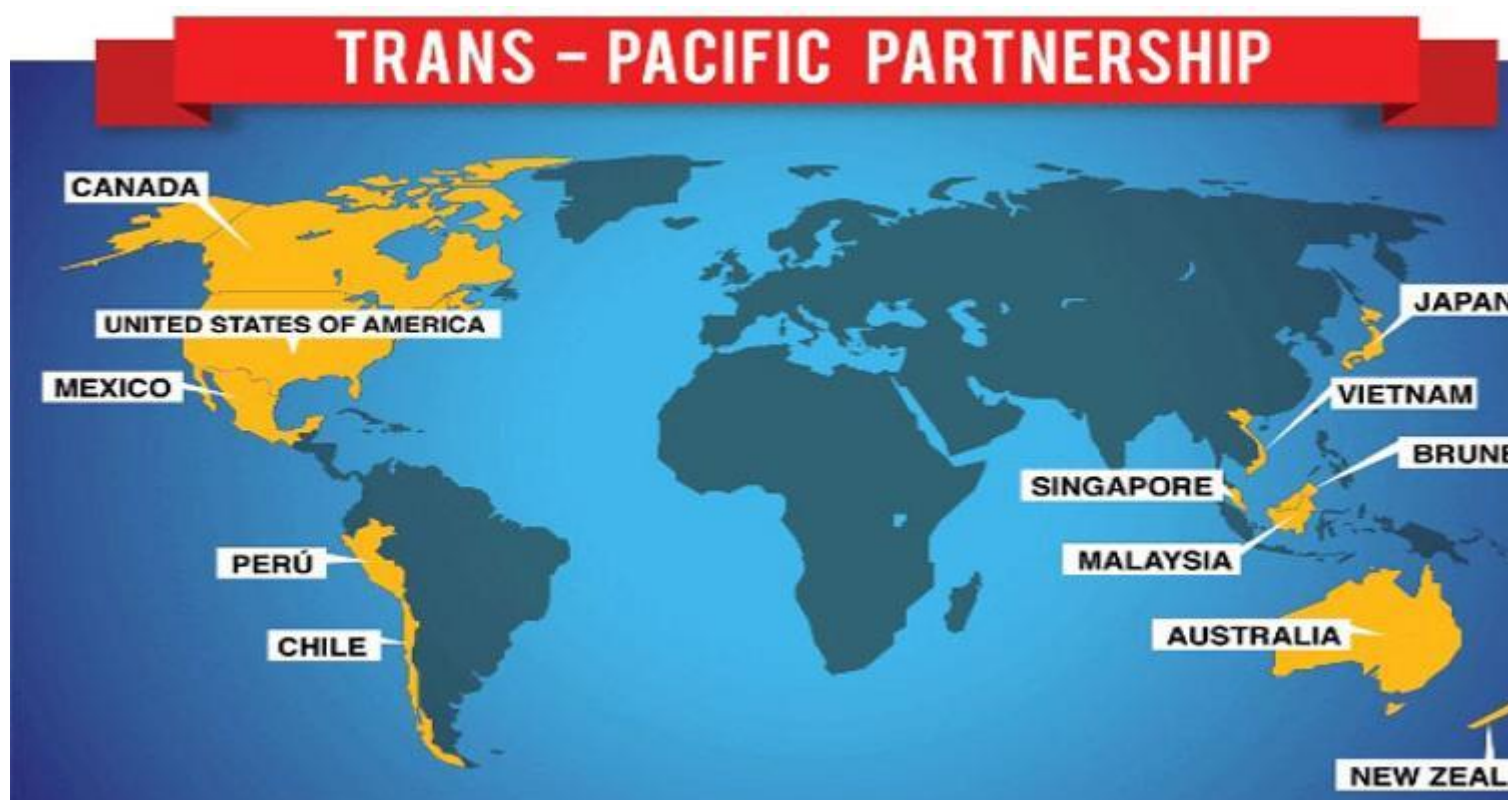 TRANS - PACIFIC PARTNERSHIP
CANADA
UNITED STATES OF AMERICA
MEXICO
JAPAN
VIETNAM
BRUNE
SINGAPORE
PERÚ
MALAYSIA
CHILE
AUSTRALIA
NEW ZEAL